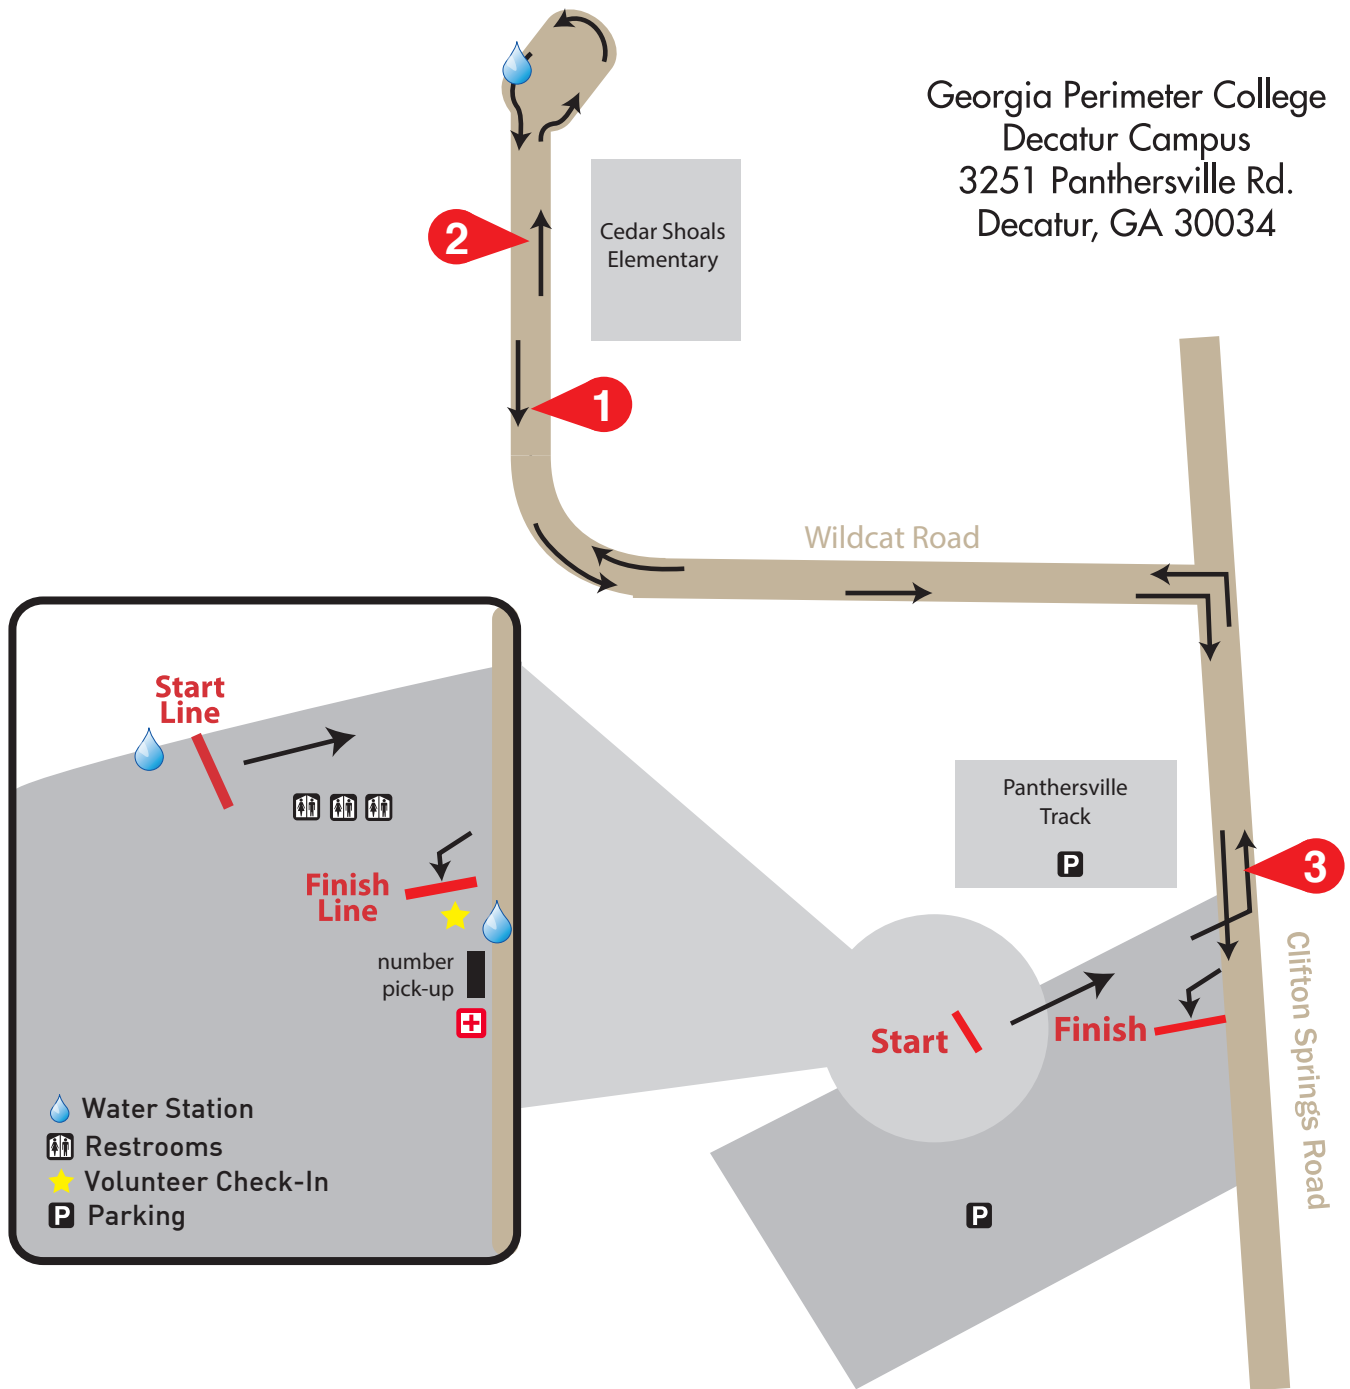 Georgia Perimeter College
Decatur Campus
3251 Panthersville Rd.
Decatur, GA 30034
2
Cedar Shoals
Elementary
1
Wildcat Road
Start
Line
Finish
Line
number
pick-up
Water Station
Restrooms
Volunteer Check-In
P Parking
Panthersville
Track
P
3
Start
Finish
Clifton Springs Road
P